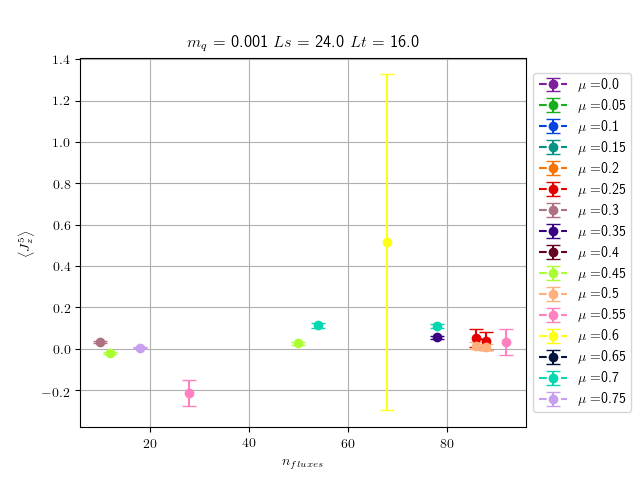 m_q = 0.001 Ls = 24.0 Lt = 16.0
1.4
1.2
1.0
0.8
0.6
0.4
0.2
0.0
−0.2
⟨J_z^5⟩
20
40
60
80
n_{fluxes}
μ =0.0
μ =0.05
μ =0.1
μ =0.15
μ =0.2
μ =0.25
μ =0.3
μ =0.35
μ =0.4
μ =0.45
μ =0.5
μ =0.55
μ =0.6
μ =0.65
μ =0.7
μ =0.75